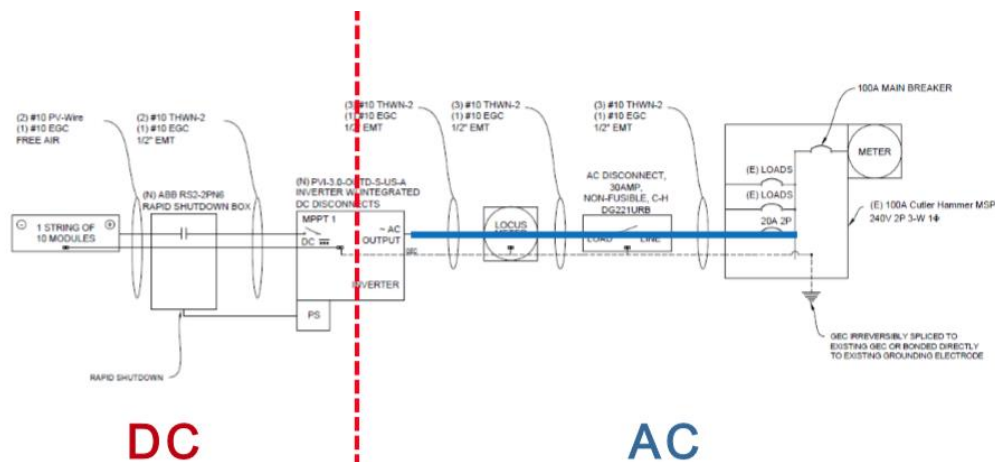 100A MAIN BREAKER
(2) #10 PV-Wire
(1) #10 EGC
FREE AIR
(2) #10 THWN-2
(1) #10 EGC
1/2" EMT
(3) #10 THWN-2
(1) #10 EGC
1/2" EMT
(3) #10 THWN-2
(1) #10 EGC
1/2" EMT
(3) #10 THWN-2
(1) #10 EGC
1/2" EMT
METER
(E) LOADS
(E) LOADS
20A 2P
(E) 100A Cutler Hammer MSP
240V 2P 3-W 1Φ
(N) ABB RS2-2PN6
RAPID SHUTDOWN BOX
INVERTER W/INTEGRATED
DC DISCONNECTS
AC DISCONNECT,
30AMP,
NON-FUSIBLE, C-H
DG221URB
1 STRING OF
10 MODULES
MPPT 1
DC
~ AC
OUTPUT
GEC
INVERTER
PS
LOCUS
LOAD LINE
RAPID SHUTDOWN
GEC IRREVERSIBLY SPLICED TO
EXISTING GEC OR BONDED DIRECTLY
TO EXISTING GROUNDING ELECTRODE
DC
AC